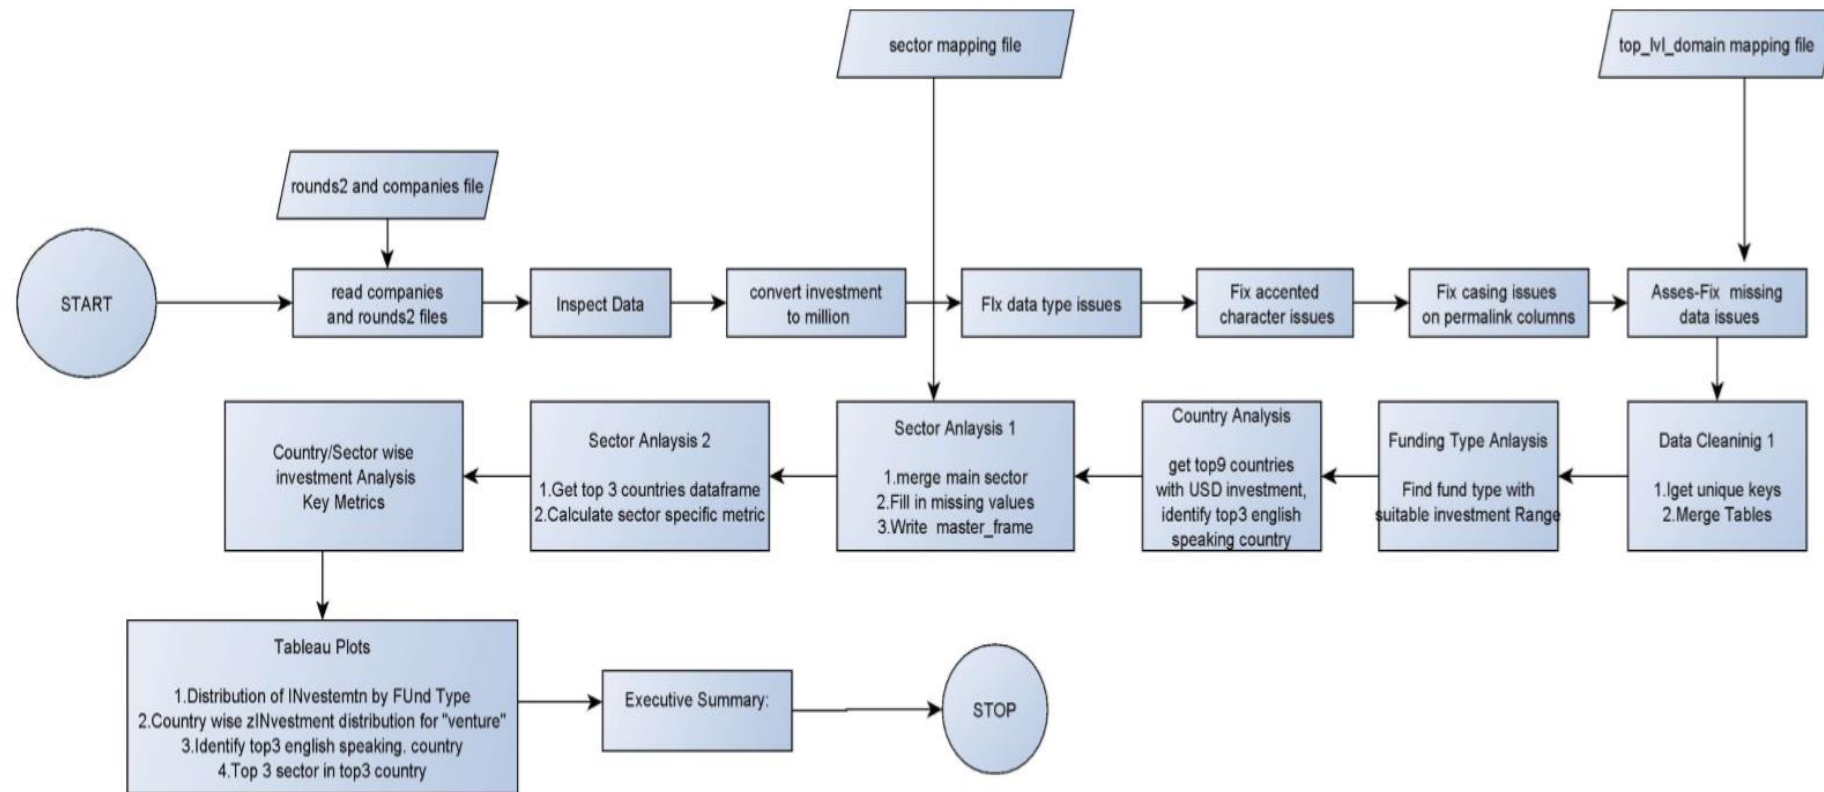 sector mapping file
top_lvl_domain mapping file
rounds2 and companies file
START
read companies
and rounds2 files
Inspect Data
convert investment
to million
FIx data type issues
Fix accented
character issues
Fix casing issues
on permalink columns
Asses-Fix missing
data issues
Country/Sector wise
investment Analysis
Key Metrics
Sector Anlaysis 2
1.Get top 3 countries dataframe
2.Calculate sector specific metric
Sector Anlaysis 1
1.merge main sector
2.Fill in missing values
3.Write master_frame
Country Analysis
get top9 countries
with USD investment,
identify top3 english
speaking country
Funding Type Anlaysis
Find fund type with
suitable investment Range
Data Cleaninig 1
1.Iget unique keys
2.Merge Tables
Tableau Plots
1.Distribution of INvestemtn by FUnd Type
2.Country wise zINvestment distribution for "venture"
3.Identify top3 english speaking. country
4.Top 3 sector in top3 country
Executive Summary:
STOP